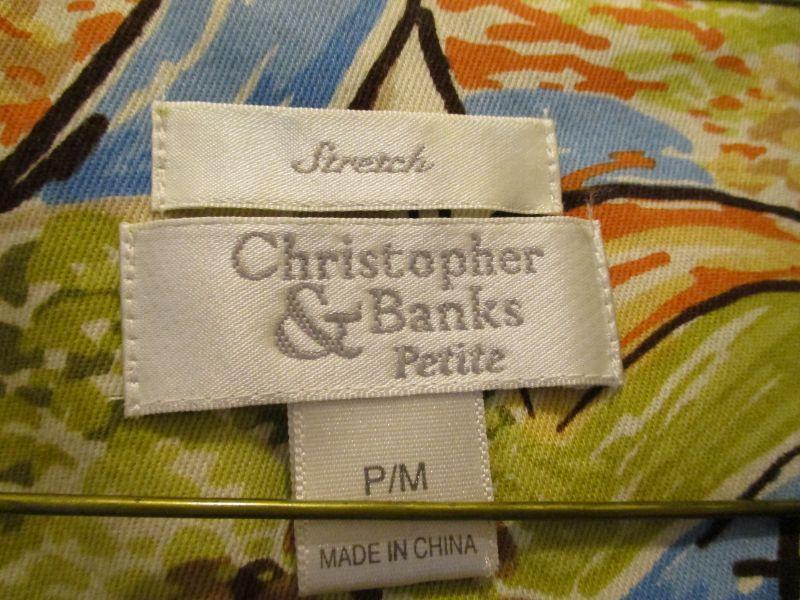 Stretch
Christopher
& Banks
Petite
P/M
MADE IN CHINA